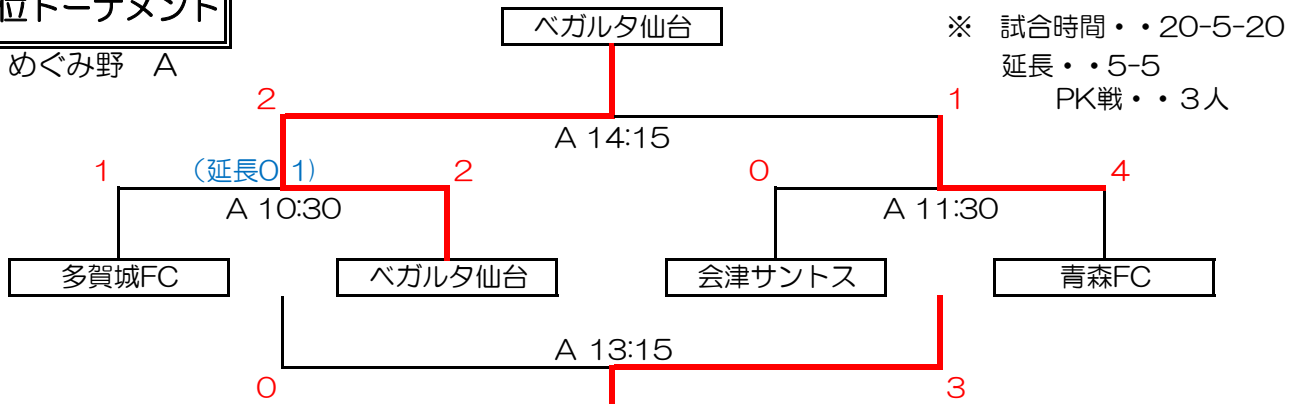 位トーナメント
めぐみ野 A
ベガルタ仙台
※ 試合時間・・20-5-20
延長・・5-5
PK戦・・3人
2
1
A 14:15
1
(延長0 1)
2
0
4
A 10:30
A 11:30
多賀城FC
ベガルタ仙台
会津サントス
青森FC
A 13:15
0
3